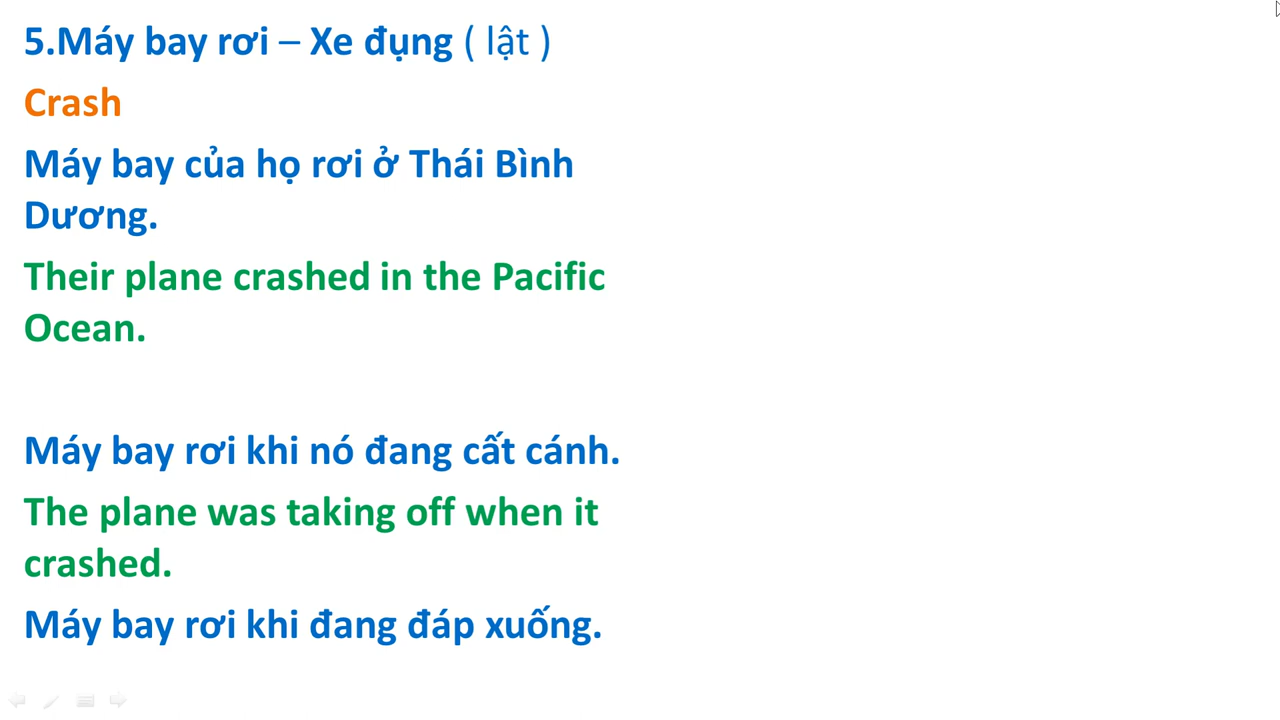 5.Máy bay rơi – Xe đụng ( lật )
Crash
Máy bay của họ rơi ở Thái Bình
Dương.
Their plane crashed in the Pacific
Ocean.
Máy bay rơi khi nó đang cất cánh.
The plane was taking off when it
crashed.
Máy bay rơi khi đang đáp xuống.